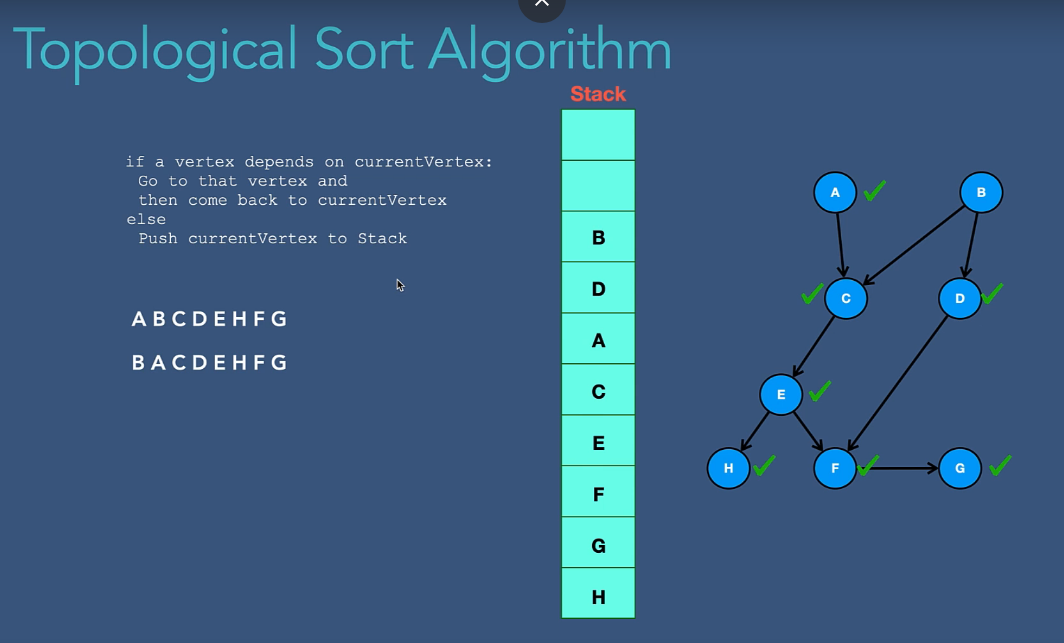 Topological Sort Algorithm
Stack
if a vertex depends on currentVertex:
Go to that vertex and
then come back to currentVertex
else
Push currentVertex to Stack
A B C D E H F G
B A C D E H F G
B
D
A
C
E
F
G
H
A
B
C
D
E
H
F
G